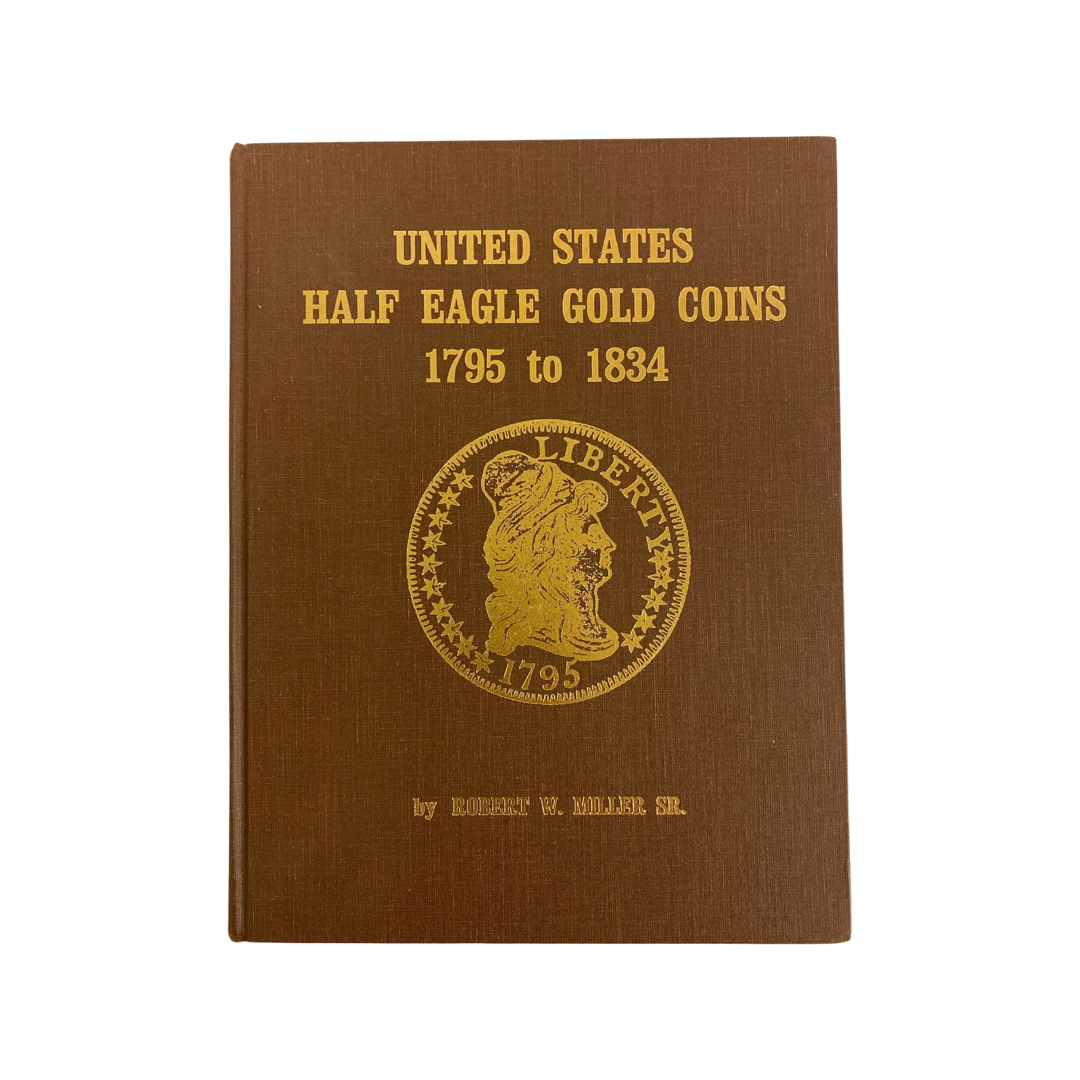 UNITED STATES
HALF EAGLE GOLD COINS
1795 to 1834
LIBERTY
1795
by ROBERT W. MILLER SR.